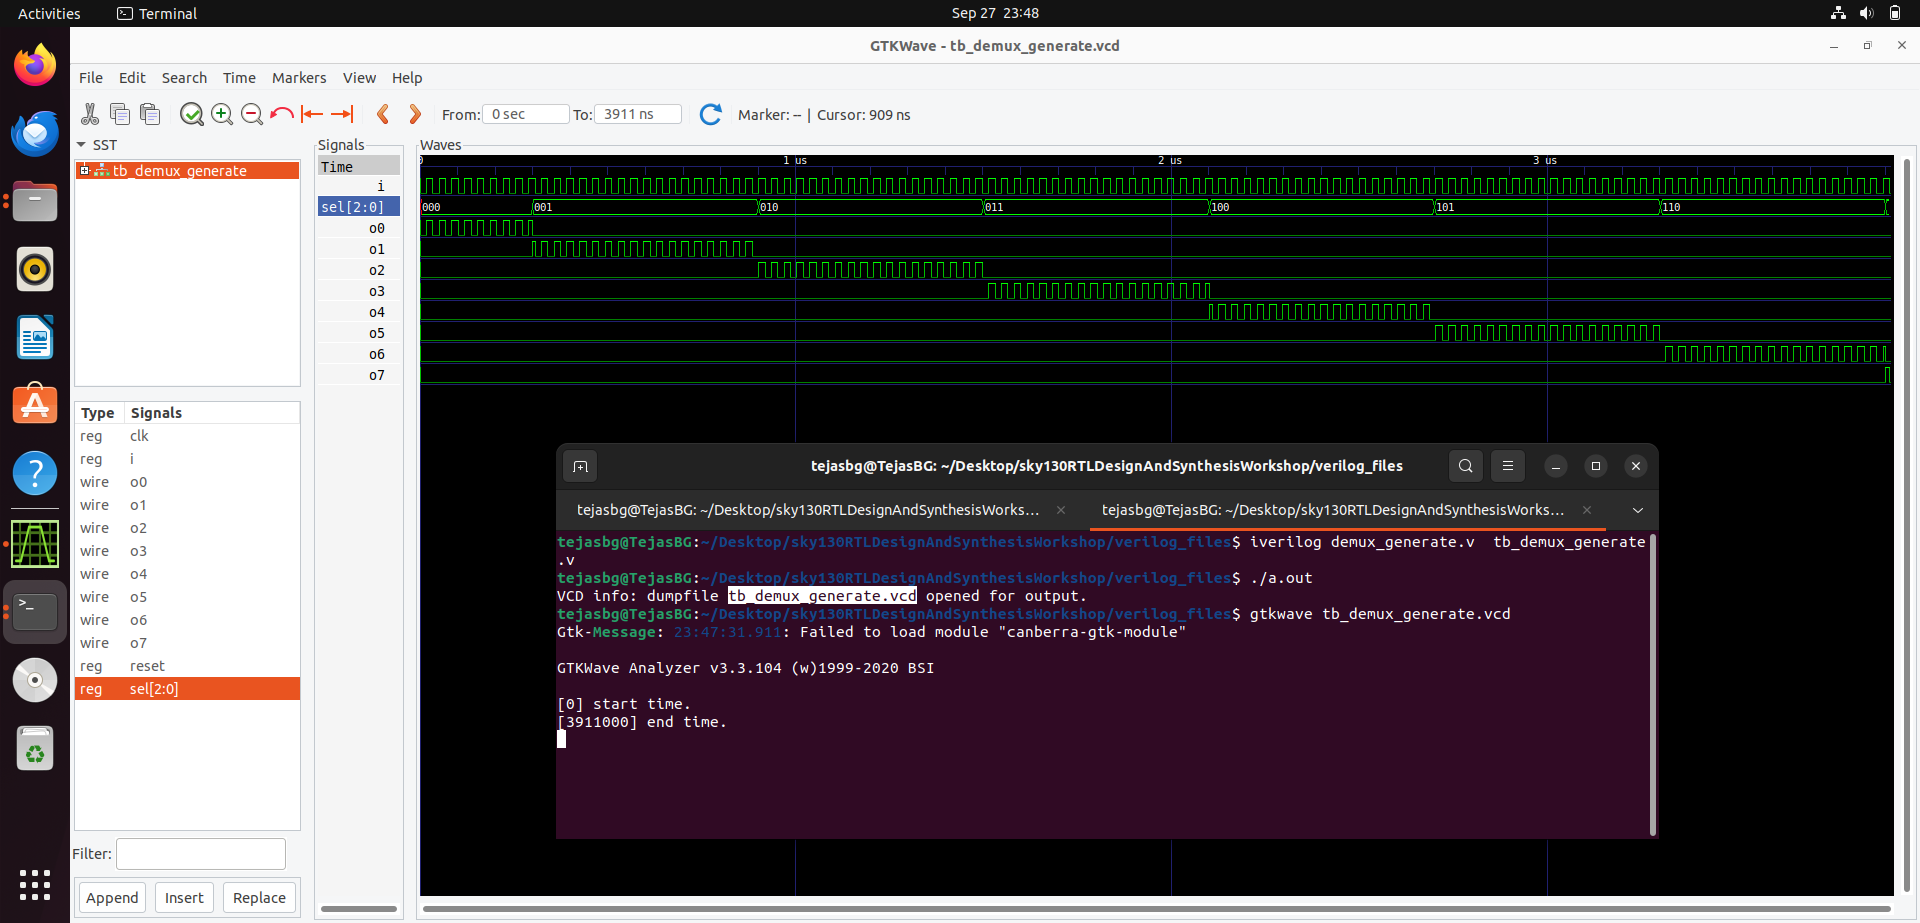 Activities
Terminal
Sep 27 23:48
GTKWave - tb_demux_generate.vcd
File Edit Search Time Markers View Help
From: 0 sec To: 3911 ns Marker: -- | Cursor: 909 ns
SST
tb_demux_generate
Type Signals
reg clk
reg i
wire o0
wire o1
wire o2
wire o3
wire o4
wire o5
wire o6
wire o7
reg reset
reg sel[2:0]
Filter:
Append Insert Replace
Signals
Time
i
sel[2:0]
o0
o1
o2
o3
o4
o5
o6
o7
Waves
0 1 us 2 us 3 us
000 001 010 011 100 101 110
tejasbg@TejasBG: ~/Desktop/sky130RTLDesignAndSynthesisWorkshop/verilog_files
tejasbg@TejasBG: ~/Desktop/sky130RTLDesignAndSynthesisWorks...
tejasbg@TejasBG: ~/Desktop/sky130RTLDesignAndSynthesisWorks...
tejasbg@TejasBG:~/Desktop/sky130RTLDesignAndSynthesisWorkshop/verilog_files$ iverilog demux_generate.v  tb_demux_generate
.v
tejasbg@TejasBG:~/Desktop/sky130RTLDesignAndSynthesisWorkshop/verilog_files$ ./a.out
VCD info: dumpfile tb_demux_generate.vcd opened for output.
tejasbg@TejasBG:~/Desktop/sky130RTLDesignAndSynthesisWorkshop/verilog_files$ gtkwave tb_demux_generate.vcd
Gtk-Message: 23:47:31.911: Failed to load module "canberra-gtk-module"
GTKWave Analyzer v3.3.104 (w)1999-2020 BSI
[0] start time.
[3911000] end time.